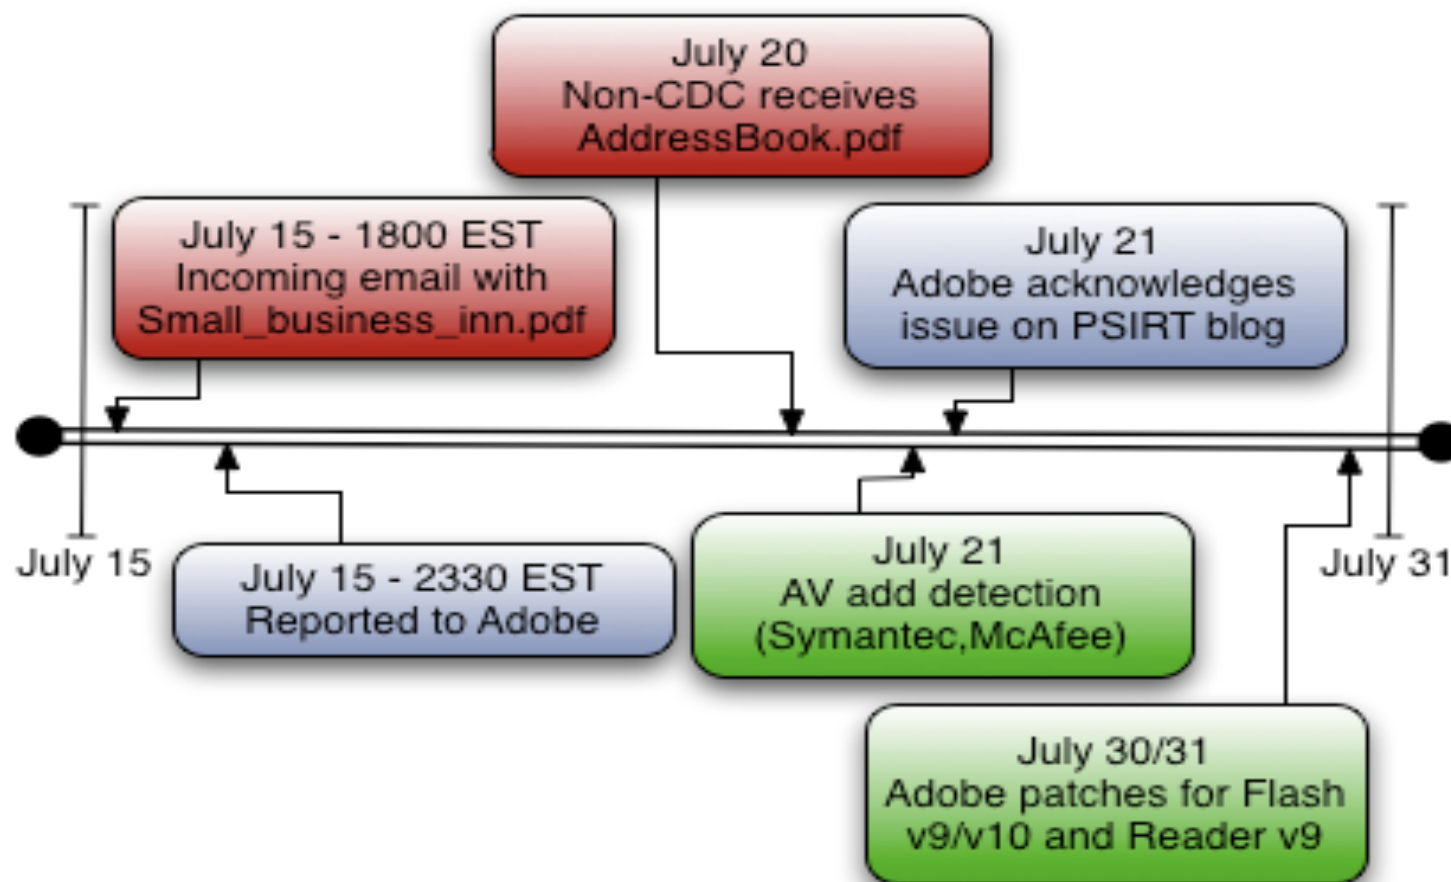 July 20
Non-CDC receives
AddressBook.pdf
July 15 - 1800 EST
Incoming email with
Small_business_inn.pdf
July 21
Adobe acknowledges
issue on PSIRT blog
July 15
July 31
July 15 - 2330 EST
Reported to Adobe
July 21
AV add detection
(Symantec,McAfee)
July 30/31
Adobe patches for Flash
v9/v10 and Reader v9